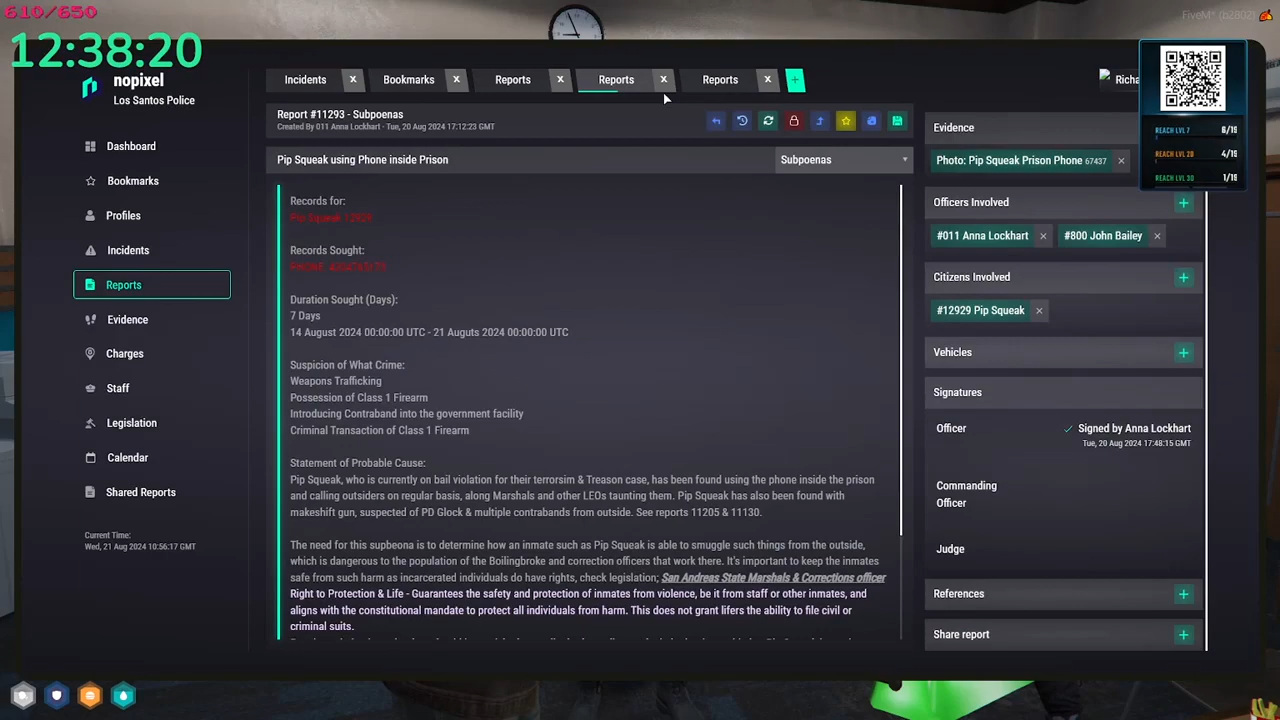 610/650
FiveM* (b2802)
12:38:20
nopixel
Los Santos Police
Incidents x Bookmarks x Reports x Reports x Reports x +
Richa
Report #11293 - Subpoenas
Created By 011 Anna Lockhart - Tue, 20 Aug 2024 17:12:23 GMT
Pip Squeak using Phone inside Prison
Subpoenas
Dashboard
Bookmarks
Profiles
Incidents
Reports
Evidence
Charges
Staff
Legislation
Calendar
Shared Reports
Current Time:
Wed, 21 Aug 2024 10:56:17 GMT
Records for:
Pip Squeak 12929
Records Sought:
PHONE
Duration Sought (Days):
7 Days
14 August 2024 00:00:00 UTC - 21 Auguts 2024 00:00:00 UTC
Suspicion of What Crime:
Weapons Trafficking
Possession of Class 1 Firearm
Introducing Contraband into the government facility
Criminal Transaction of Class 1 Firearm
Statement of Probable Cause:
Pip Squeak, who is currently on bail violation for their terrorsim & Treason case, has been found using the phone inside the prison
and calling outsiders on regular basis, along Marshals and other LEOs taunting them. Pip Squeak has also been found with
makeshift gun, suspected of PD Glock & multiple contrabands from outside. See reports 11205 & 11130.
The need for this supbeona is to determine how an inmate such as Pip Squeak is able to smuggle such things from the outside,
which is dangerous to the population of the Boilingbroke and correction officers that work there. It's important to keep the inmates
safe from such harm as incarcerated individuals do have rights, check legislation; San Andreas State Marshals & Corrections officer
Right to Protection & Life - Guarantees the safety and protection of inmates from violence, be it from staff or other inmates, and
aligns with the constitutional mandate to protect all individuals from harm. This does not grant lifers the ability to file civil or
criminal suits.
Evidence
Photo: Pip Squeak Prison Phone 67437 x
Officers Involved +
#011 Anna Lockhart x #800 John Bailey x
Citizens Involved +
#12929 Pip Squeak x
Vehicles +
Signatures
Officer
Signed by Anna Lockhart
Tue, 20 Aug 2024 17:48:15 GMT
Commanding
Officer
Judge
References +
Share report +
REACH LVL 7 6/19
REACH LVL 20 4/19
REACH LVL 30 1/19